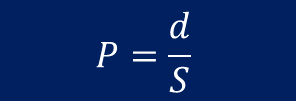 P = d/S